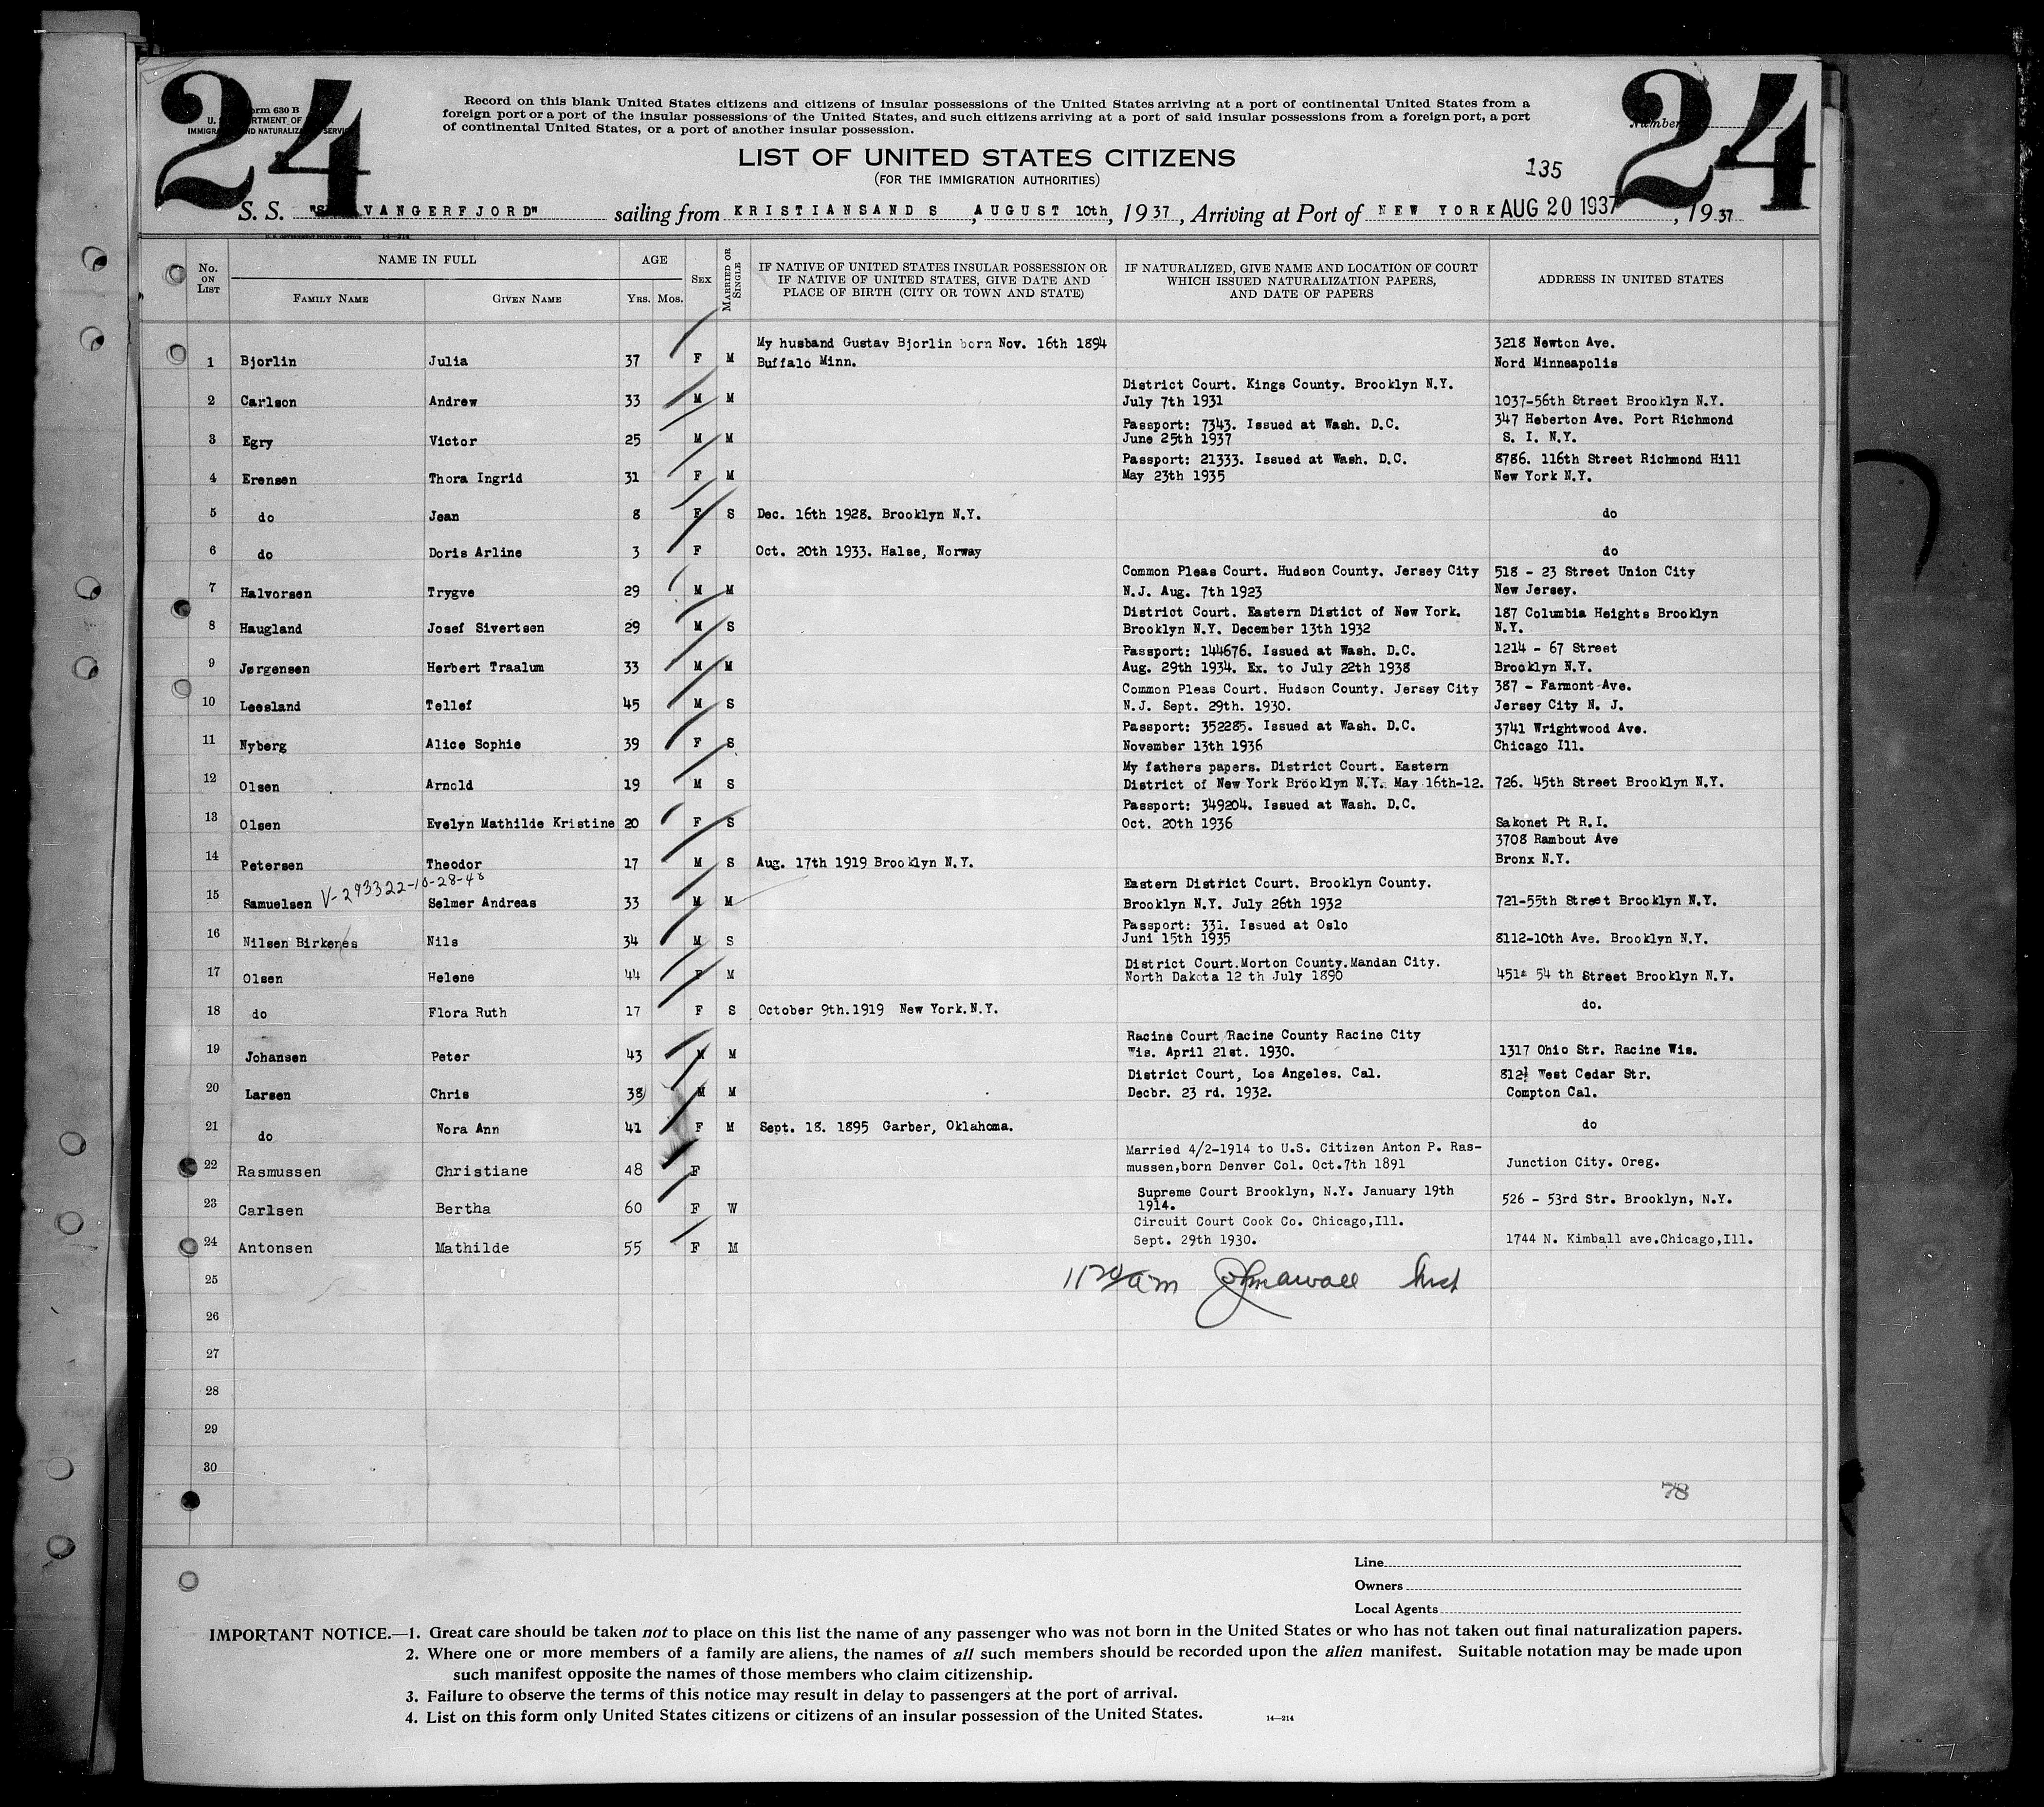 24
24
Form 630 B
IMMIGRATION AND NATURALIZATION SERVICE
Record on this blank United States citizens and citizens of insular possessions of the United States arriving at a port of continental United States from a
foreign port or a port of the insular possessions of the United States, and such citizens arriving at a port of said insular possessions from a foreign port, a port
of continental United States, or a port of another insular possession.
Number
LIST OF UNITED STATES CITIZENS
(FOR THE IMMIGRATION AUTHORITIES)
135
S. S. "STAVANGERFJORD" sailing from KRISTIANSAND S, AUGUST 10th, 1937, Arriving at Port of NEW YORK AUG 20 1937, 1937
No. ON LIST NAME IN FULL AGE SEX MARRIED OR SINGLE IF NATIVE OF UNITED STATES INSULAR POSSESSION OR IF NATIVE OF UNITED STATES, GIVE DATE AND PLACE OF BIRTH (CITY OR TOWN AND STATE) IF NATURALIZED, GIVE NAME AND LOCATION OF COURT WHICH ISSUED NATURALIZATION PAPERS, AND DATE OF PAPERS ADDRESS IN UNITED STATES
FAMILY NAME GIVEN NAME YRS. MOS.
My husband Gustav Bjorlin born Nov. 16th 1894 3218 Newton Ave.
1 Bjorlin Julia 37 F M Buffalo Minn. Nord Minneapolis
District Court. Kings County. Brooklyn N.Y.
2 Carlson Andrew 33 M M July 7th 1931 1037-56th Street Brooklyn N.Y.
Passport: 7343. Issued at Wash. D.C. 347 Heberton Ave. Port Richmond
3 Egry Victor 25 M M June 25th 1937 S. I. N.Y.
Passport: 21333. Issued at Wash. D.C. 8786. 116th Street Richmond Hill
4 Erensen Thora Ingrid 31 F M May 23th 1935 New York N.Y.
5 do Jean 8 F S Dec. 16th 1928. Brooklyn N.Y. do
6 do Doris Arline 3 F Oct. 20th 1933. Halse, Norway do
Common Pleas Court. Hudson County. Jersey City 518 - 23 Street Union City
7 Halvorsen Trygve 29 M M N.J. Aug. 7th 1923 New Jersey.
District Court. Eastern Distict of New York. 187 Columbia Heights Brooklyn
8 Haugland Josef Sivertsen 29 M S Brooklyn N.Y. December 13th 1932 N.Y.
Passport: 144676. Issued at Wash. D.C. 1214 - 67 Street
9 Jørgensen Herbert Traalum 33 M M Aug. 29th 1934. Ex. to July 22th 1938 Brooklyn N.Y.
Common Pleas Court. Hudson County. Jersey City 387 - Farmont Ave.
10 Leesland Tellef 45 M S N.J. Sept. 29th. 1930. Jersey City N. J.
Passport: 352285. Issued at Wash. D.C. 3741 Wrightwood Ave.
11 Nyberg Alice Sophie 39 F S November 13th 1936 Chicago Ill.
My fathers papers. District Court. Eastern
12 Olsen Arnold 19 M S District of New York Brooklyn N.Y. May 16th-12. 726. 45th Street Brooklyn N.Y.
Passport: 349204. Issued at Wash. D.C.
13 Olsen Evelyn Mathilde Kristine 20 F S Oct. 20th 1936 Sakonet Pt R.I.
3708 Rambout Ave
14 Petersen Theodor 17 M S Aug. 17th 1919 Brooklyn N.Y. Bronx N.Y.
V-293322-10-28-48 Eastern District Court. Brooklyn County.
15 Samuelsen Selmer Andreas 33 M M Brooklyn N.Y. July 26th 1932 721-55th Street Brooklyn N.Y.
Passport: 331. Issued at Oslo
16 Nilsen Birkenes Nils 34 M S Juni 15th 1935 8112-10th Ave. Brooklyn N.Y.
District Court.Morton County.Mandan City.
17 Olsen Helene 44 F M North Dakota 12 th July 1890 451 54 th Street Brooklyn N.Y.
18 do Flora Ruth 17 F S October 9th.1919 New York.N.Y. do.
Racine Court Racine County Racine City
19 Johansen Peter 43 M M Wis. April 21st. 1930. 1317 Ohio Str. Racine Wis.
District Court, Los Angeles. Cal. 812½ West Cedar Str.
20 Larsen Chris 38 M M Decbr. 23 rd. 1932. Compton Cal.
21 do Nora Ann 41 F M Sept. 18. 1895 Garber, Oklahoma. do
Married 4/2-1914 to U.S. Citizen Anton P. Ras-
22 Rasmussen Christiane 48 F mussen,born Denver Col. Oct.7th 1891 Junction City. Oreg.
Supreme Court Brooklyn, N.Y. January 19th
23 Carlsen Bertha 60 F W 1914. 526 - 53rd Str. Brooklyn, N.Y.
Circuit Court Cook Co. Chicago,Ill.
24 Antonsen Mathilde 55 F M Sept. 29th 1930. 1744 N. Kimball ave.Chicago,Ill.
25
26
27
28
29
30
78
Line
Owners
Local Agents
IMPORTANT NOTICE.—1. Great care should be taken not to place on this list the name of any passenger who was not born in the United States or who has not taken out final naturalization papers.
2. Where one or more members of a family are aliens, the names of all such members should be recorded upon the alien manifest. Suitable notation may be made upon
such manifest opposite the names of those members who claim citizenship.
3. Failure to observe the terms of this notice may result in delay to passengers at the port of arrival.
4. List on this form only United States citizens or citizens of an insular possession of the United States. 14—214